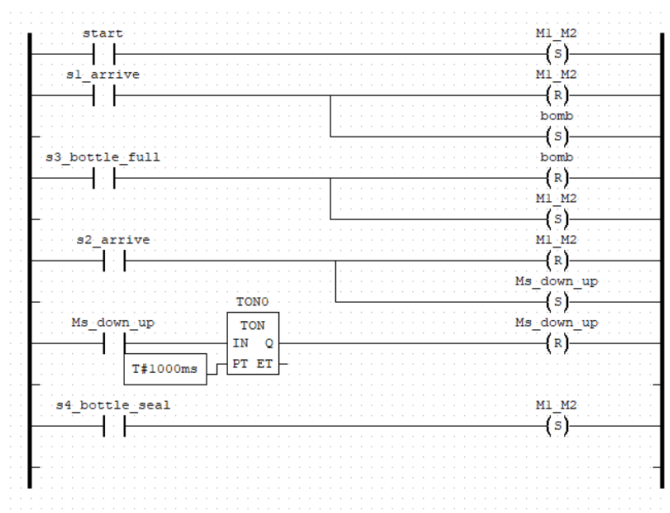 start M1_M2
S
s1_arrive M1_M2
R
bomb
S
s3_bottle_full bomb
R
M1_M2
S
s2_arrive M1_M2
R
Ms_down_up
S
TON0
Ms_down_up TON Ms_down_up
IN Q R
T#1000ms PT ET
s4_bottle_seal M1_M2
S